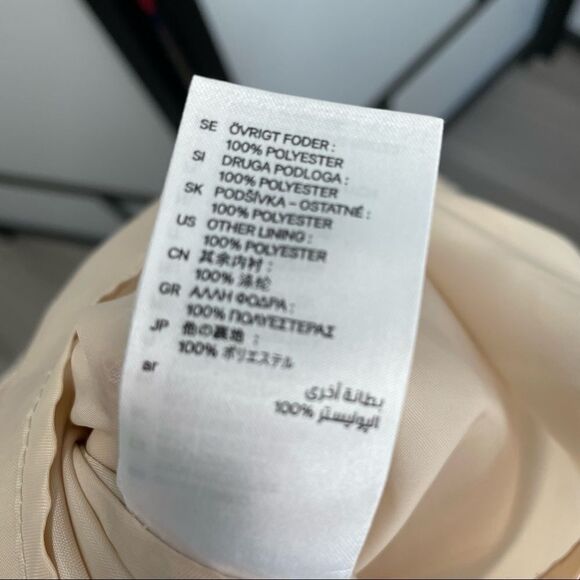 SE ÖVRIGT FODER :
100% POLYESTER
SI DRUGA PODLOGA :
100% POLYESTER
SK PODŠÍVKA – OSTATNÉ :
100% POLYESTER
US OTHER LINING :
100% POLYESTER
CN 其余内衬 :
100% 涤纶
GR ΑΛΛΗ ΦΟΔΡΑ :
100% ΠΟΛΥΕΣΤΕΡΑΣ
JP 他の裏地 :
100% ポリエステル
ar
بطانة أخرى
البوليستر 100%